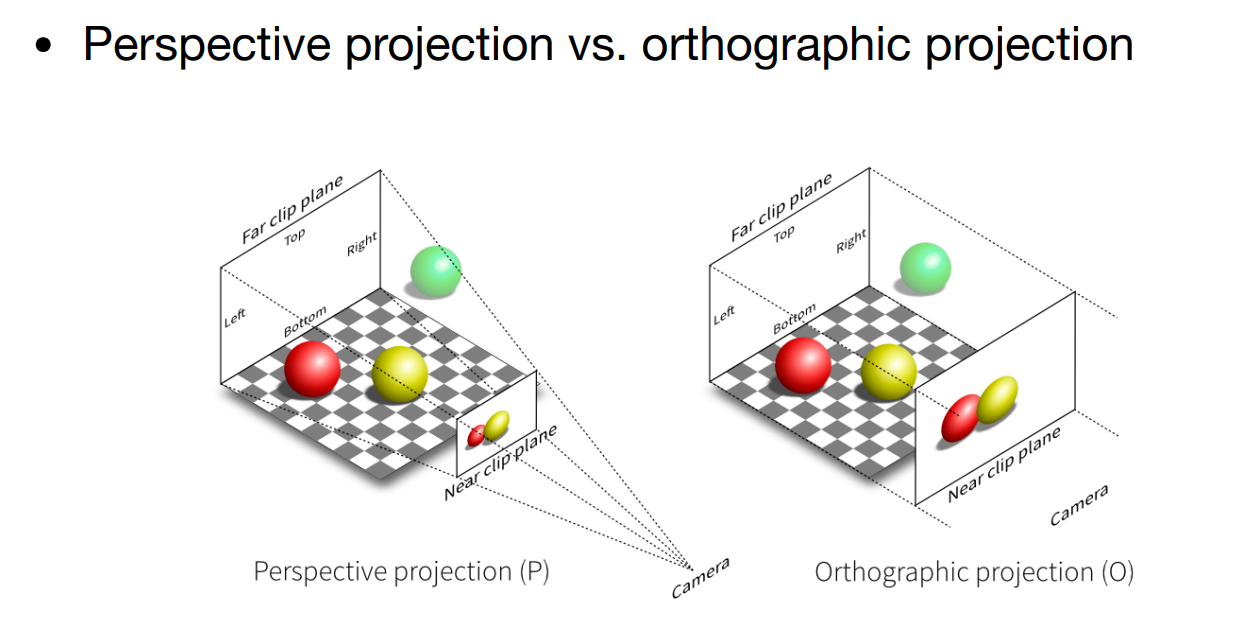 • Perspective projection vs. orthographic projection
Far clip plane
Top
Right
Left
Bottom
Near clip plane
Camera
Perspective projection (P)
Far clip plane
Top
Right
Left
Bottom
Near clip plane
Camera
Orthographic projection (O)